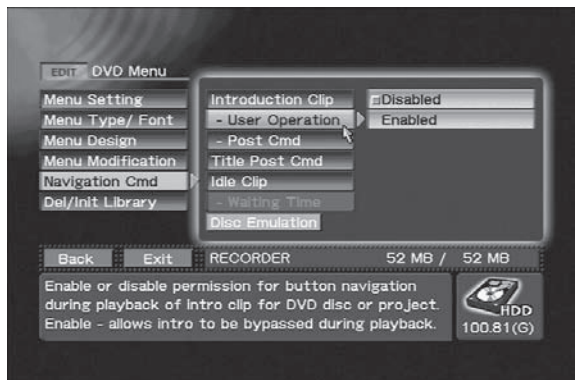 EDIT DVD Menu
Menu Setting
Menu Type/ Font
Menu Design
Menu Modification
Navigation Cmd
Del/Init Library
Introduction Clip
- User Operation
- Post Cmd
Title Post Cmd
Idle Clip
- Waiting Time
Disc Emulation
Disabled
Enabled
Back Exit RECORDER 52 MB / 52 MB
Enable or disable permission for button navigation
during playback of intro clip for DVD disc or project.
Enable - allows intro to be bypassed during playback.
HDD
100.81(G)